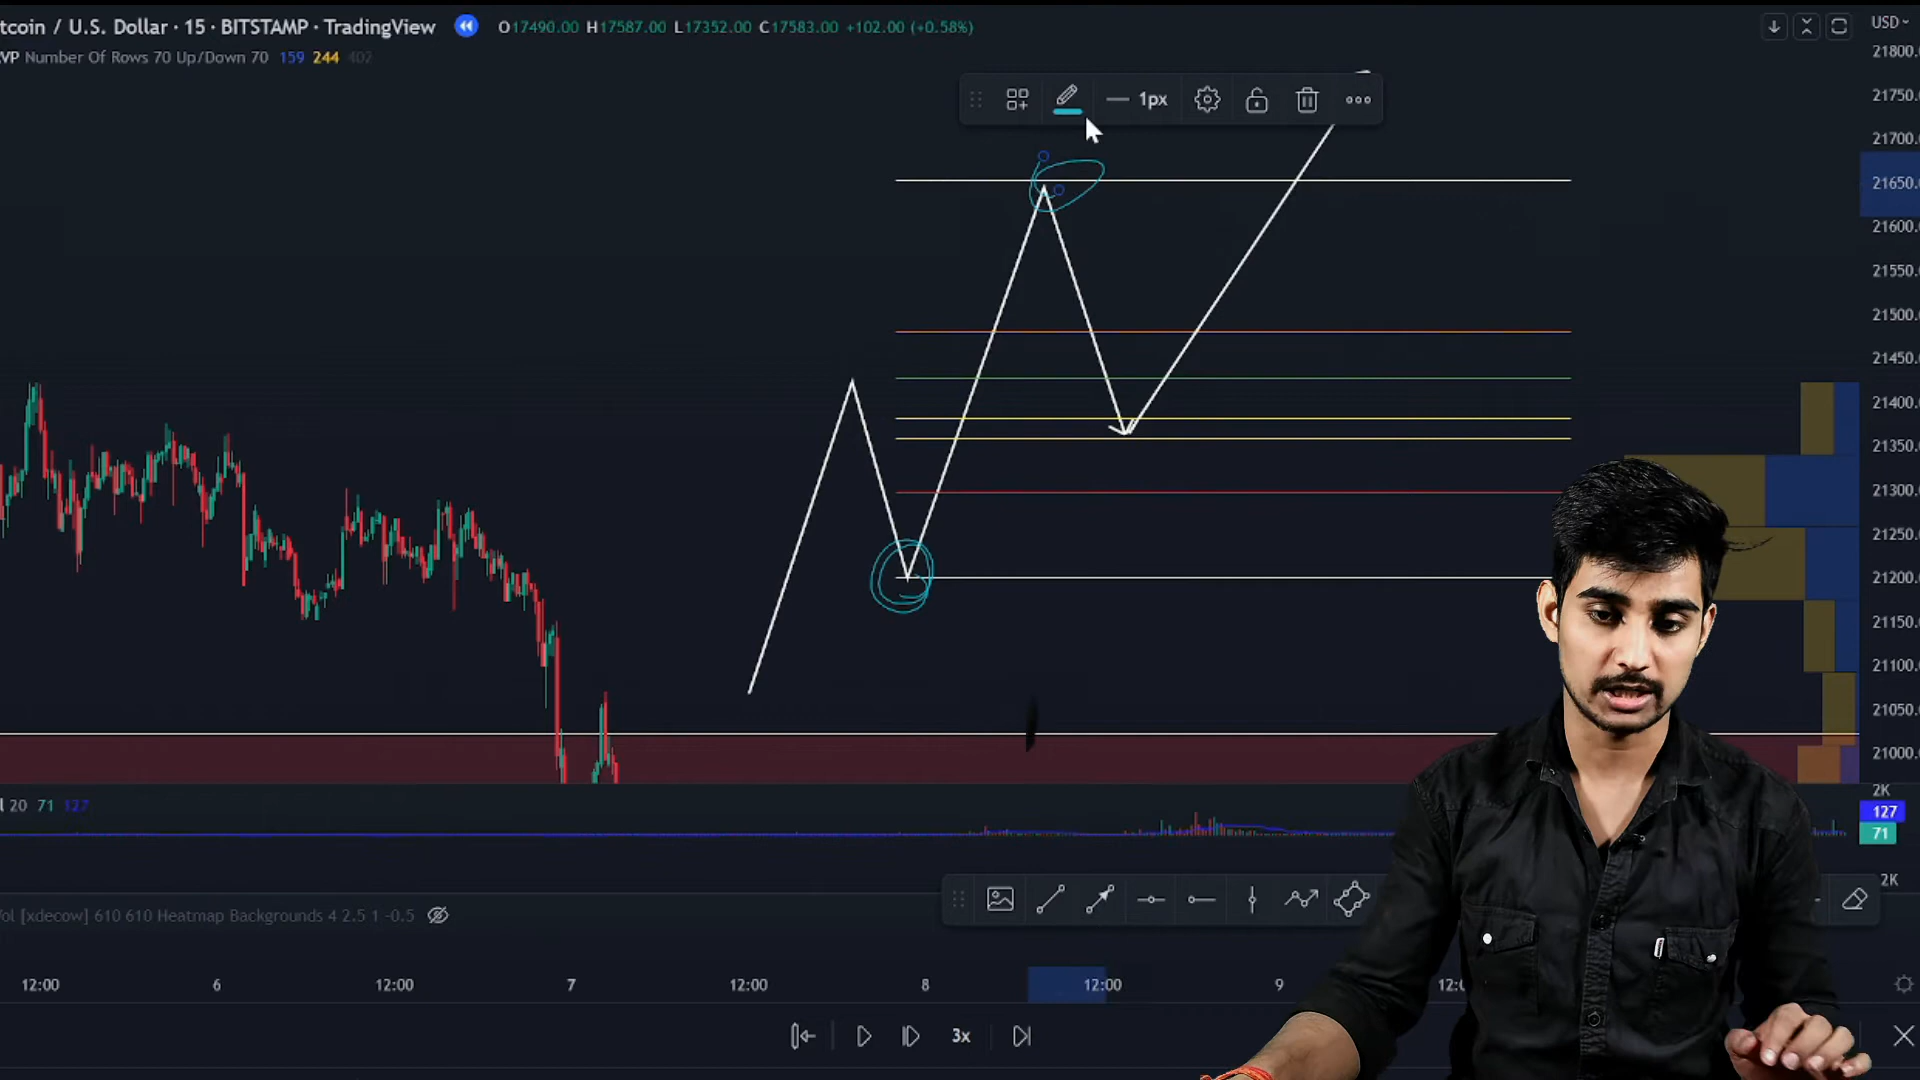 tcoin / U.S. Dollar · 15 · BITSTAMP · TradingView O17490.00 H17587.00 L17352.00 C17583.00 +102.00 (+0.58%)
VP Number Of Rows 70 Up/Down 70 159 244 402
USD
1px
21800.
21750.
21700.
21650.
21600.
21550.
21500.
21450.
21400.
21350.
21300.
21250.
21200.
21150.
21100.
21050.
21000.
2K
l 20 71 127
127
71
2K
ol [xdecow] 610 610 Heatmap Backgrounds 4 2.5 1 -0.5
12:00 6 12:00 7 12:00 8 12:00 9 12:0
3x